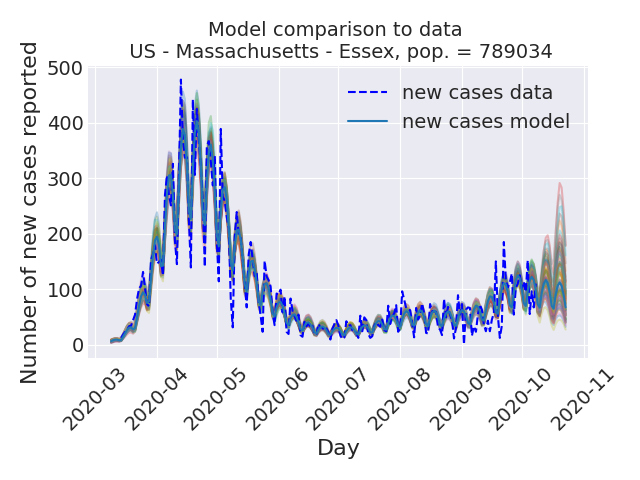 Model comparison to data
US - Massachusetts - Essex, pop. = 789034
Number of new cases reported
500
400
300
200
100
0
new cases data
new cases model
2020-03
2020-04
2020-05
2020-06
2020-07
2020-08
2020-09
2020-10
2020-11
Day